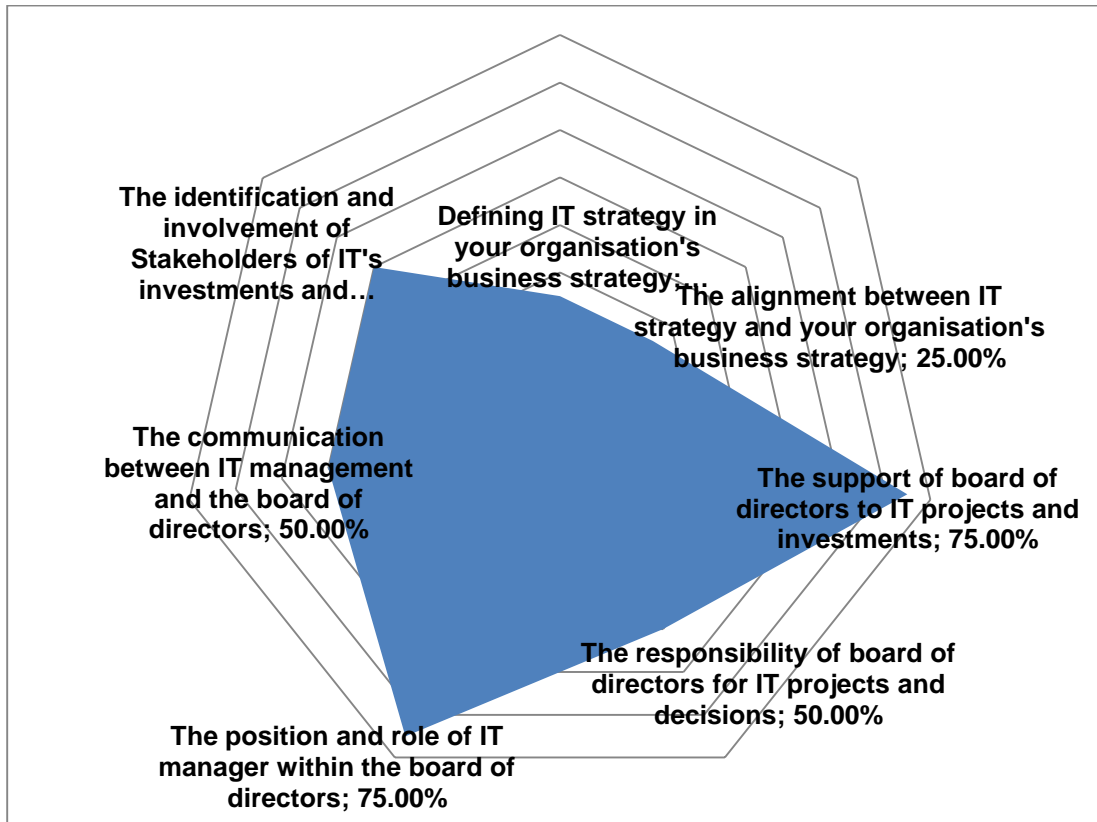 Defining IT strategy in
your organisation's
business strategy;…
The alignment between IT
strategy and your organisation's
business strategy; 25.00%
The support of board of
directors to IT projects and
investments; 75.00%
The responsibility of board of
directors for IT projects and
decisions; 50.00%
The position and role of IT
manager within the board of
directors; 75.00%
The communication
between IT management
and the board of
directors; 50.00%
The identification and
involvement of
Stakeholders of IT's
investments and…